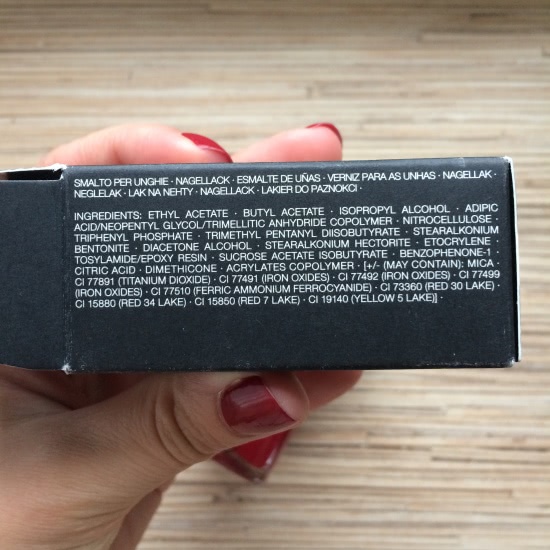 SMALTO PER UNGHIE · NAGELLACK · ESMALTE DE UÑAS · VERNIZ PARA AS UNHAS · NAGELLAK ·
NEGLELAK · LAK NA NEHTY · NAGELLACK · LAKIER DO PAZNOKCI ·
INGREDIENTS: ETHYL ACETATE · BUTYL ACETATE · ISOPROPYL ALCOHOL · ADIPIC
ACID/NEOPENTYL GLYCOL/TRIMELLITIC ANHYDRIDE COPOLYMER · NITROCELLULOSE ·
TRIPHENYL PHOSPHATE · TRIMETHYL PENTANYL DIISOBUTYRATE · STEARALKONIUM
BENTONITE · DIACETONE ALCOHOL · STEARALKONIUM HECTORITE · ETOCRYLENE ·
TOSYLAMIDE/EPOXY RESIN · SUCROSE ACETATE ISOBUTYRATE · BENZOPHENONE-1 ·
CITRIC ACID · DIMETHICONE · ACRYLATES COPOLYMER · [+/- (MAY CONTAIN): MICA ·
CI 77891 (TITANIUM DIOXIDE) · CI 77491 (IRON OXIDES) · CI 77492 (IRON OXIDES) · CI 77499
(IRON OXIDES) · CI 77510 (FERRIC AMMONIUM FERROCYANIDE) · CI 73360 (RED 30 LAKE) ·
CI 15880 (RED 34 LAKE) · CI 15850 (RED 7 LAKE) · CI 19140 (YELLOW 5 LAKE)] ·